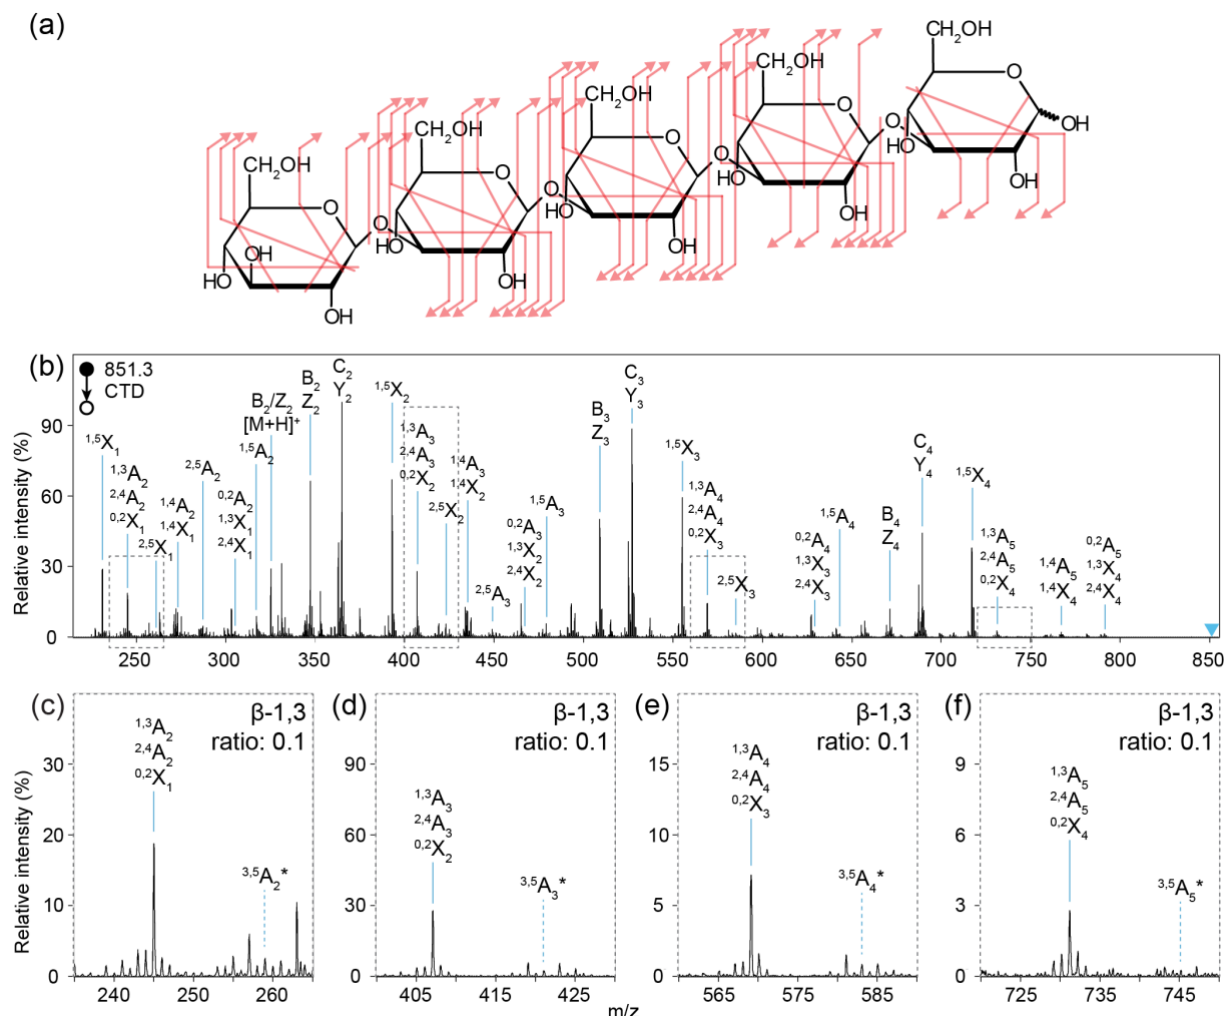 (a)
CH₂OH
CH₂OH
CH₂OH
CH₂OH
CH₂OH
O
O
O
O
O
O
O
O
O
OH
HO
HO
HO
HO
HO
OH
OH
OH
OH
OH
OH
(b)
851.3
CTD
Relative intensity (%)
90
60
30
0
¹,⁵X₁
¹,³A₂
²,⁴A₂
⁰,²X₁
²,⁵X₁
¹,⁴A₂
¹,⁴X₁
²,⁵A₂
⁰,²A₂
¹,³X₁
²,⁴X₁
¹,⁵A₂
B₂/Z₂
[M+H]⁺
B₂
Z₂
C₂
Y₂
¹,⁵X₂
¹,³A₃
²,⁴A₃
⁰,²X₂
²,⁵X₂
¹,⁴A₃
¹,⁴X₂
²,⁵A₃
⁰,²A₃
¹,³X₂
²,⁴X₂
¹,⁵A₃
B₃
Z₃
C₃
Y₃
¹,⁵X₃
¹,³A₄
²,⁴A₄
⁰,²X₃
²,⁵X₃
⁰,²A₄
¹,³X₃
²,⁴X₃
¹,⁵A₄
B₄
Z₄
C₄
Y₄
¹,⁵X₄
¹,³A₅
²,⁴A₅
⁰,²X₄
¹,⁴A₅
¹,⁴X₄
⁰,²A₅
¹,³X₄
²,⁴X₄
250 300 350 400 450 500 550 600 650 700 750 800 850
(c)
β-1,3
ratio: 0.1
¹,³A₂
²,⁴A₂
⁰,²X₁
³,⁵A₂*
Relative intensity (%)
30
20
10
0
240 250 260
(d)
β-1,3
ratio: 0.1
¹,³A₃
²,⁴A₃
⁰,²X₂
³,⁵A₃*
90
60
30
0
405 415 425
(e)
β-1,3
ratio: 0.1
¹,³A₄
²,⁴A₄
⁰,²X₃
³,⁵A₄*
15
10
5
0
565 575 585
(f)
β-1,3
ratio: 0.1
¹,³A₅
²,⁴A₅
⁰,²X₄
³,⁵A₅*
9
6
3
0
725 735 745
m/z